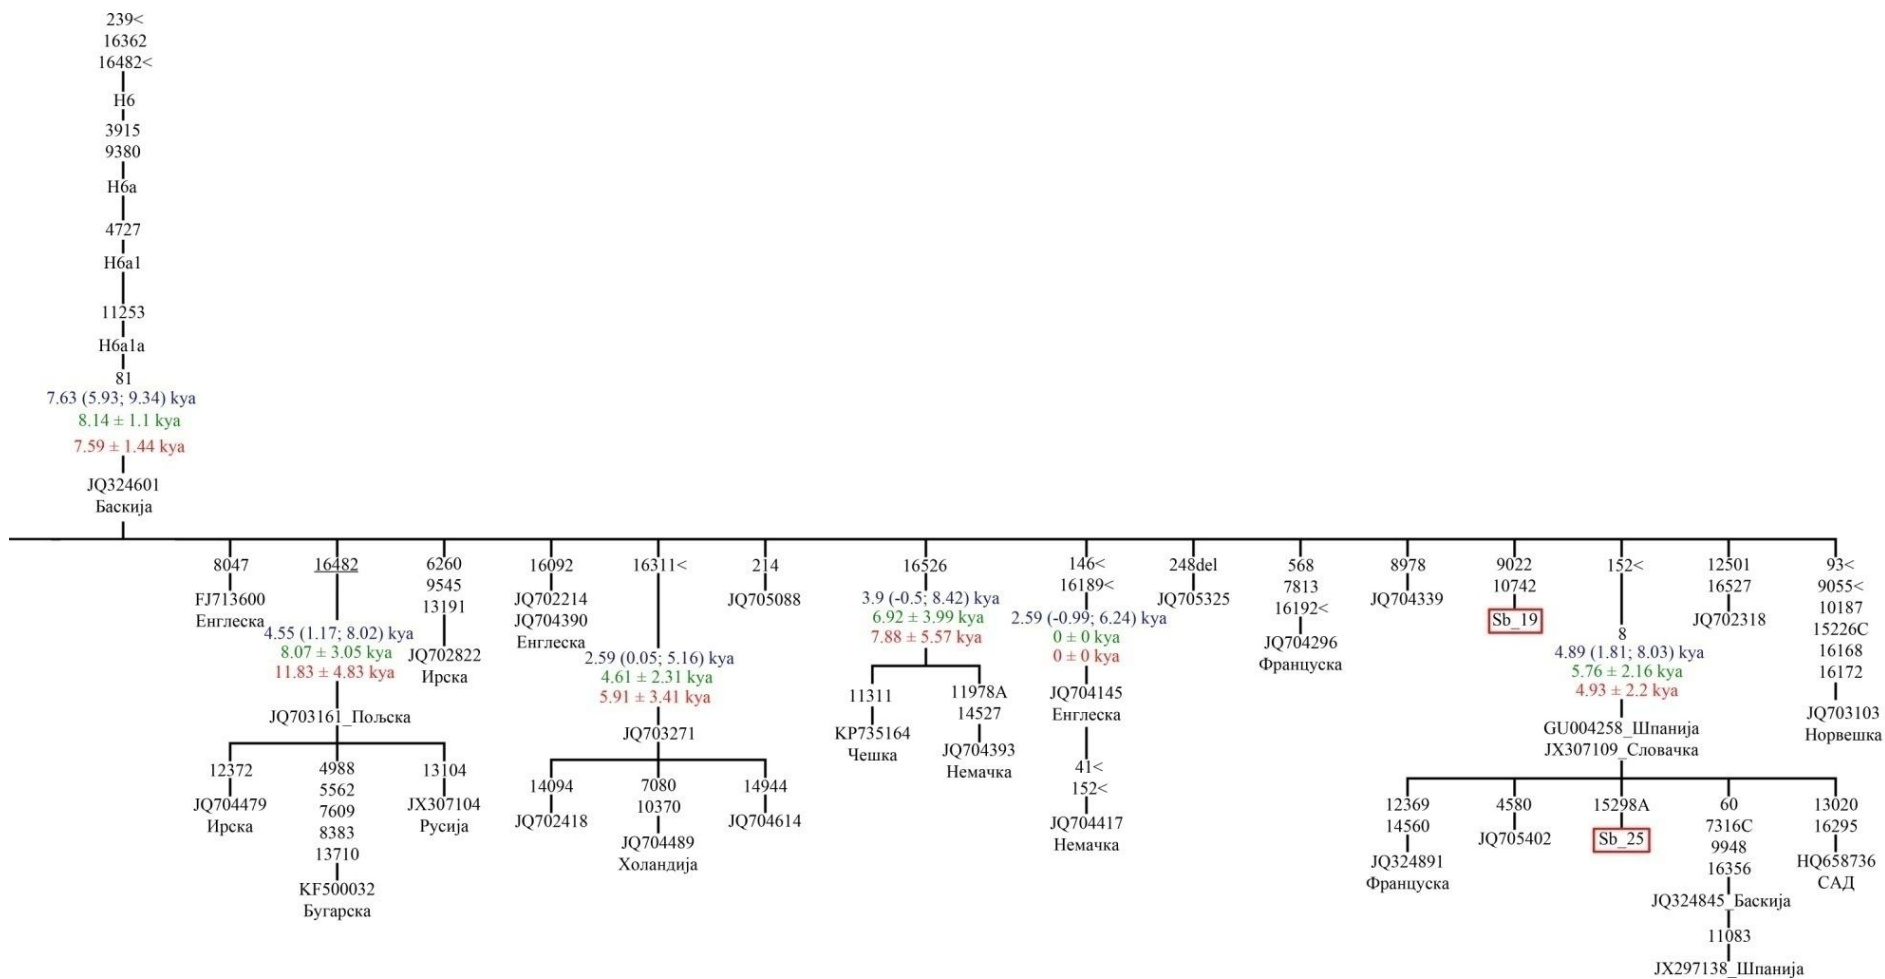 239<
16362
16482<
H6
3915
9380
H6a
4727
H6a1
11253
H6a1a
81
7.63 (5.93; 9.34) kya
8.14 ± 1.1 kya
7.59 ± 1.44 kya
JQ324601
Баскија
8047
FJ713600
Енглеска
16482
4.55 (1.17; 8.02) kya
8.07 ± 3.05 kya
11.83 ± 4.83 kya
JQ703161_Пољска
12372
JQ704479
Ирска
4988
5562
7609
8383
13710
KF500032
Бугарска
13104
JX307104
Русија
6260
9545
13191
JQ702822
Ирска
16092
JQ702214
JQ704390
Енглеска
16311<
2.59 (0.05; 5.16) kya
4.61 ± 2.31 kya
5.91 ± 3.41 kya
JQ703271
14094
JQ702418
7080
10370
JQ704489
Холандија
14944
JQ704614
214
JQ705088
16526
3.9 (-0.5; 8.42) kya
6.92 ± 3.99 kya
7.88 ± 5.57 kya
11311
KP735164
Чешка
11978A
14527
JQ704393
Немачка
146<
16189<
2.59 (-0.99; 6.24) kya
0 ± 0 kya
0 ± 0 kya
JQ704145
Енглеска
41<
152<
JQ704417
Немачка
248del
JQ705325
568
7813
16192<
JQ704296
Француска
8978
JQ704339
9022
10742
Sb_19
152<
8
4.89 (1.81; 8.03) kya
5.76 ± 2.16 kya
4.93 ± 2.2 kya
GU004258_Шпанија
JX307109_Словачка
12369
14560
JQ324891
Француска
4580
JQ705402
15298A
Sb_25
60
7316C
9948
16356
JQ324845_Баскија
11083
JX297138_Шпанија
13020
16295
HQ658736
САД
12501
16527
JQ702318
93<
9055<
10187
15226C
16168
16172
JQ703103
Норвешка